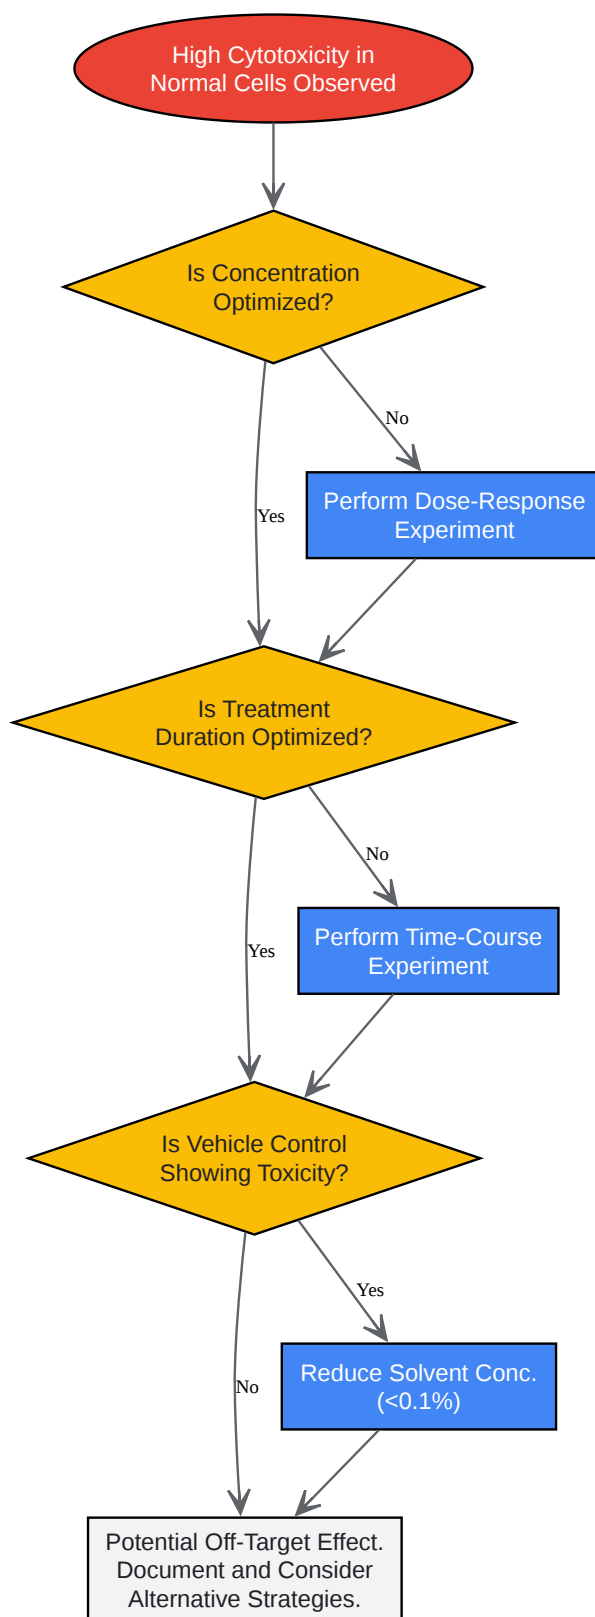 High Cytotoxicity in
Normal Cells Observed
Is Concentration
Optimized?
No
Yes
Perform Dose-Response
Experiment
Is Treatment
Duration Optimized?
No
Yes
Perform Time-Course
Experiment
Is Vehicle Control
Showing Toxicity?
Yes
No
Reduce Solvent Conc.
(<0.1%)
Potential Off-Target Effect.
Document and Consider
Alternative Strategies.